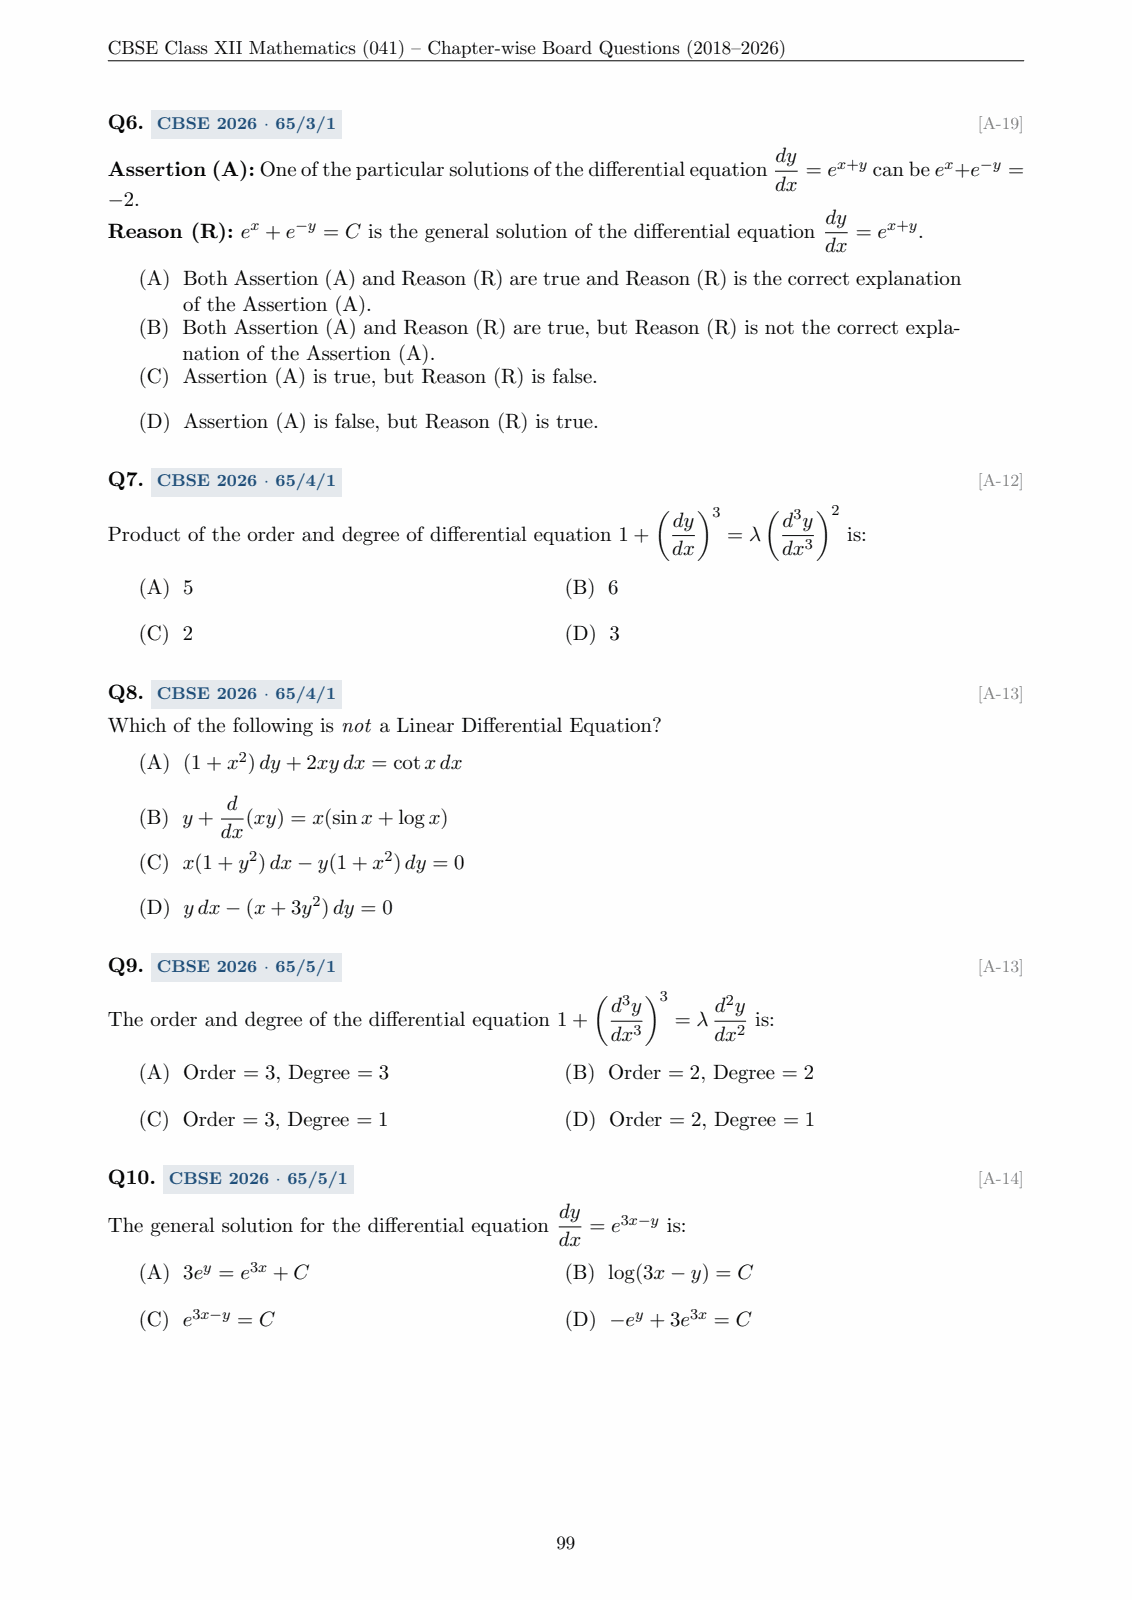 CBSE Class XII Mathematics (041) – Chapter-wise Board Questions (2018–2026)
Q6. CBSE 2026 · 65/3/1 [A-19]
Assertion (A): One of the particular solutions of the differential equation dy/dx = e^{x+y} can be e^x+e^{−y} =
−2.
Reason (R): e^x + e^{−y} = C is the general solution of the differential equation dy/dx = e^{x+y}.
(A) Both Assertion (A) and Reason (R) are true and Reason (R) is the correct explanation
of the Assertion (A).
(B) Both Assertion (A) and Reason (R) are true, but Reason (R) is not the correct expla-
nation of the Assertion (A).
(C) Assertion (A) is true, but Reason (R) is false.
(D) Assertion (A) is false, but Reason (R) is true.
Q7. CBSE 2026 · 65/4/1 [A-12]
Product of the order and degree of differential equation 1 + (dy/dx)^3 = λ (d^3y/dx^3)^2 is:
(A) 5 (B) 6
(C) 2 (D) 3
Q8. CBSE 2026 · 65/4/1 [A-13]
Which of the following is not a Linear Differential Equation?
(A) (1 + x^2) dy + 2xy dx = cot x dx
(B) y + d/dx(xy) = x(sin x + log x)
(C) x(1 + y^2) dx − y(1 + x^2) dy = 0
(D) y dx − (x + 3y^2) dy = 0
Q9. CBSE 2026 · 65/5/1 [A-13]
The order and degree of the differential equation 1 + (d^3y/dx^3)^3 = λ d^2y/dx^2 is:
(A) Order = 3, Degree = 3 (B) Order = 2, Degree = 2
(C) Order = 3, Degree = 1 (D) Order = 2, Degree = 1
Q10. CBSE 2026 · 65/5/1 [A-14]
The general solution for the differential equation dy/dx = e^{3x−y} is:
(A) 3e^y = e^{3x} + C (B) log(3x − y) = C
(C) e^{3x−y} = C (D) −e^y + 3e^{3x} = C
99